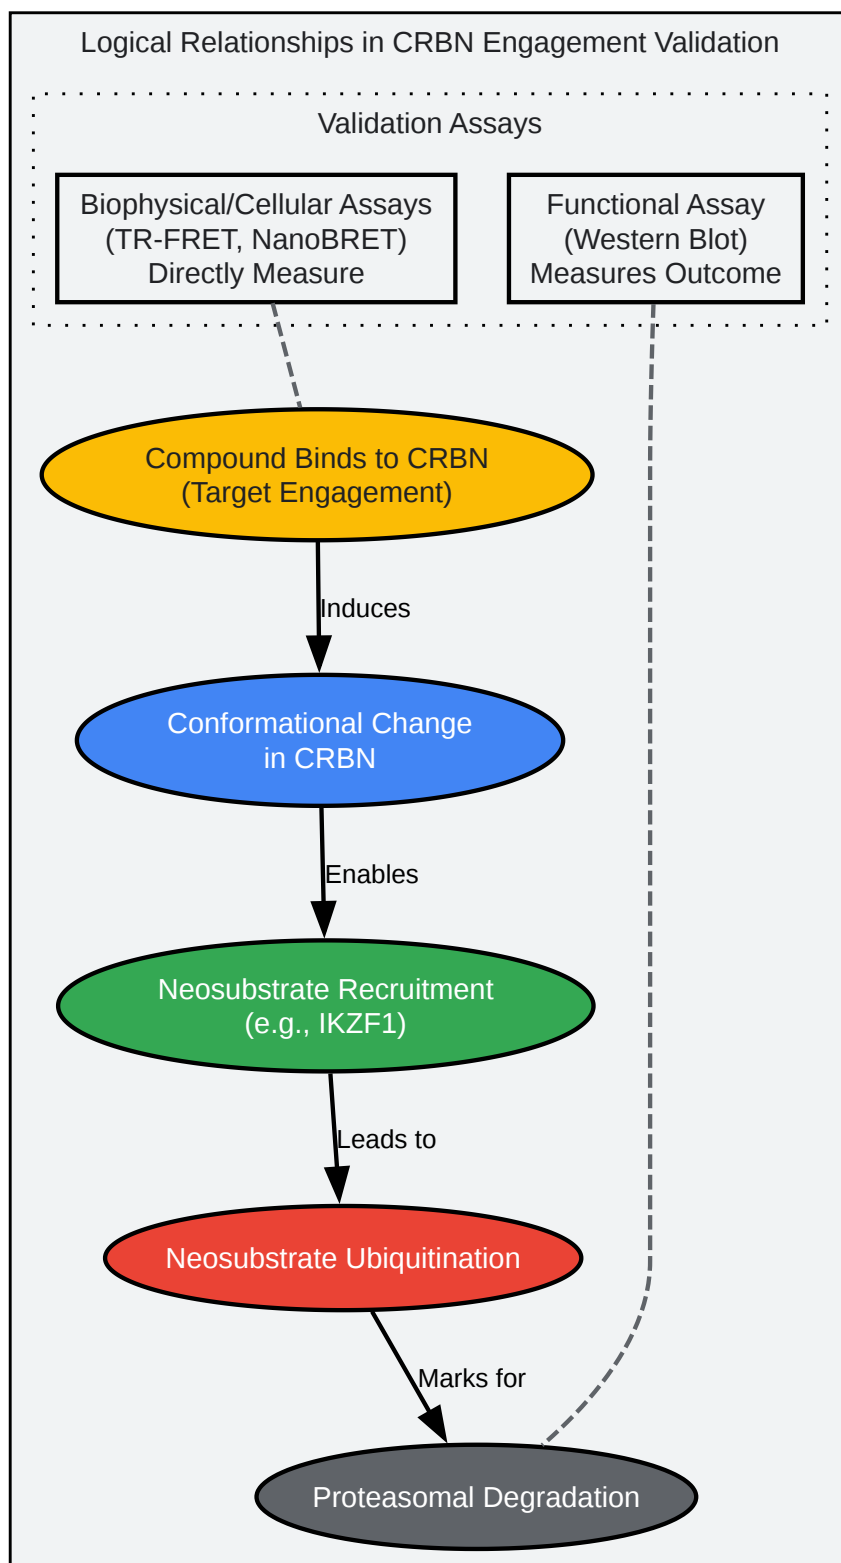 Logical Relationships in CRBN Engagement Validation
Validation Assays
Biophysical/Cellular Assays
(TR-FRET, NanoBRET)
Directly Measure
Functional Assay
(Western Blot)
Measures Outcome
Compound Binds to CRBN
(Target Engagement)
Induces
Conformational Change
in CRBN
Enables
Neosubstrate Recruitment
(e.g., IKZF1)
Leads to
Neosubstrate Ubiquitination
Marks for
Proteasomal Degradation